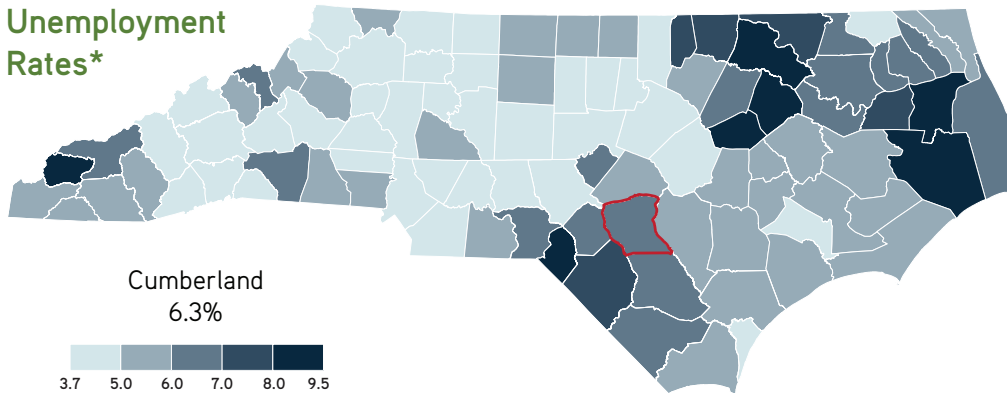 Unemployment
Rates*
Cumberland
6.3%
3.7 5.0 6.0 7.0 8.0 9.5